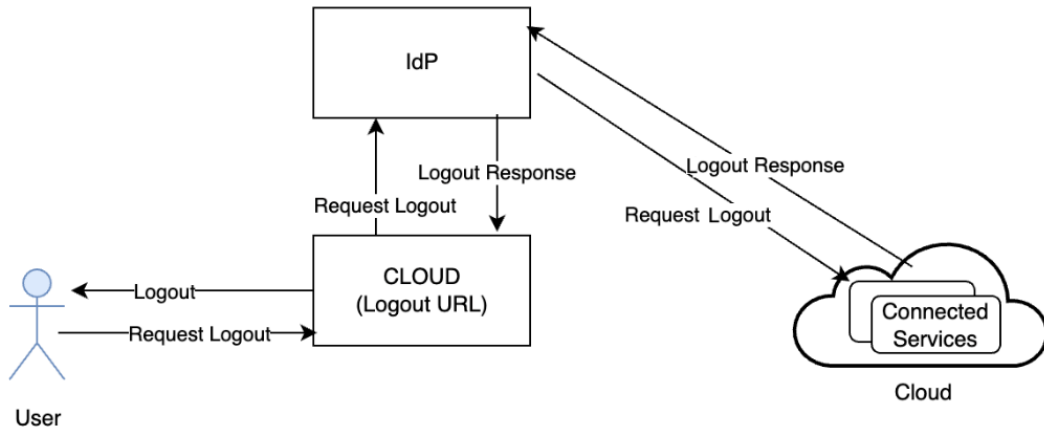 IdP
Logout Response
Request Logout
Logout Response
Request Logout
CLOUD
(Logout URL)
Logout
Request Logout
Connected
Services
Cloud
User